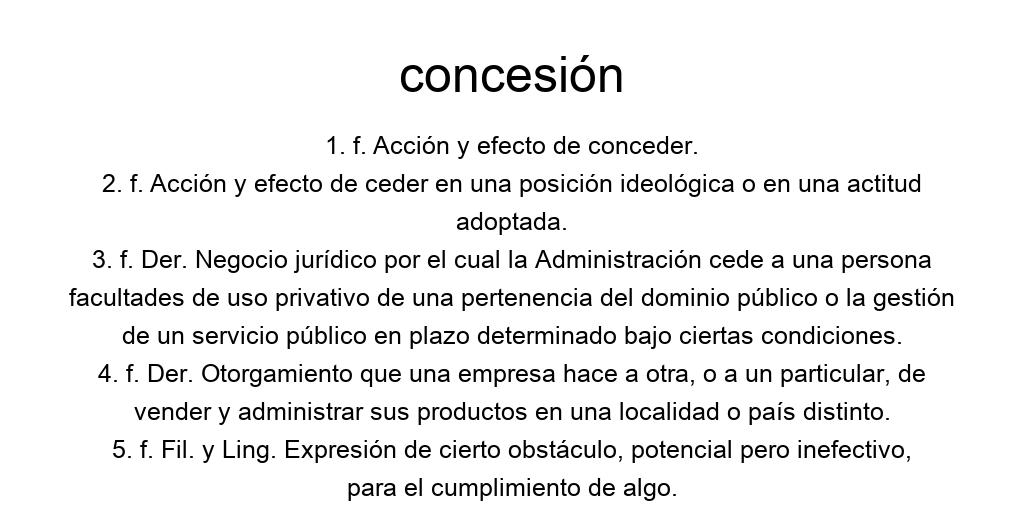 concesión
1. f. Acción y efecto de conceder.
2. f. Acción y efecto de ceder en una posición ideológica o en una actitud
adoptada.
3. f. Der. Negocio jurídico por el cual la Administración cede a una persona
facultades de uso privativo de una pertenencia del dominio público o la gestión
de un servicio público en plazo determinado bajo ciertas condiciones.
4. f. Der. Otorgamiento que una empresa hace a otra, o a un particular, de
vender y administrar sus productos en una localidad o país distinto.
5. f. Fil. y Ling. Expresión de cierto obstáculo, potencial pero inefectivo,
para el cumplimiento de algo.